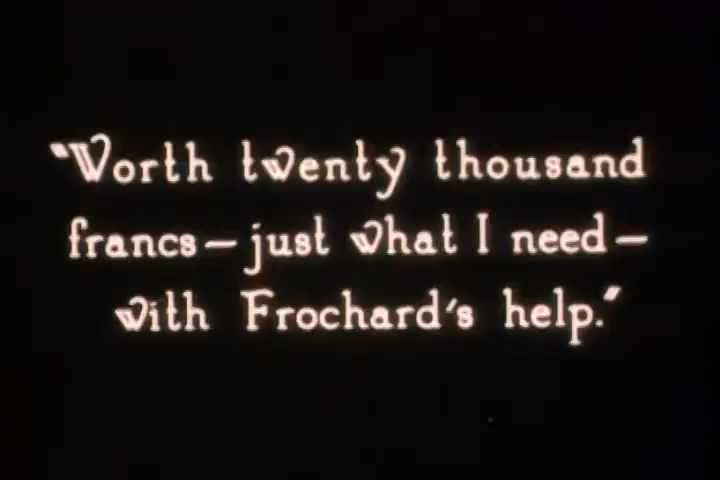 "Worth twenty thousand
francs—just what I need—
with Frochard's help."